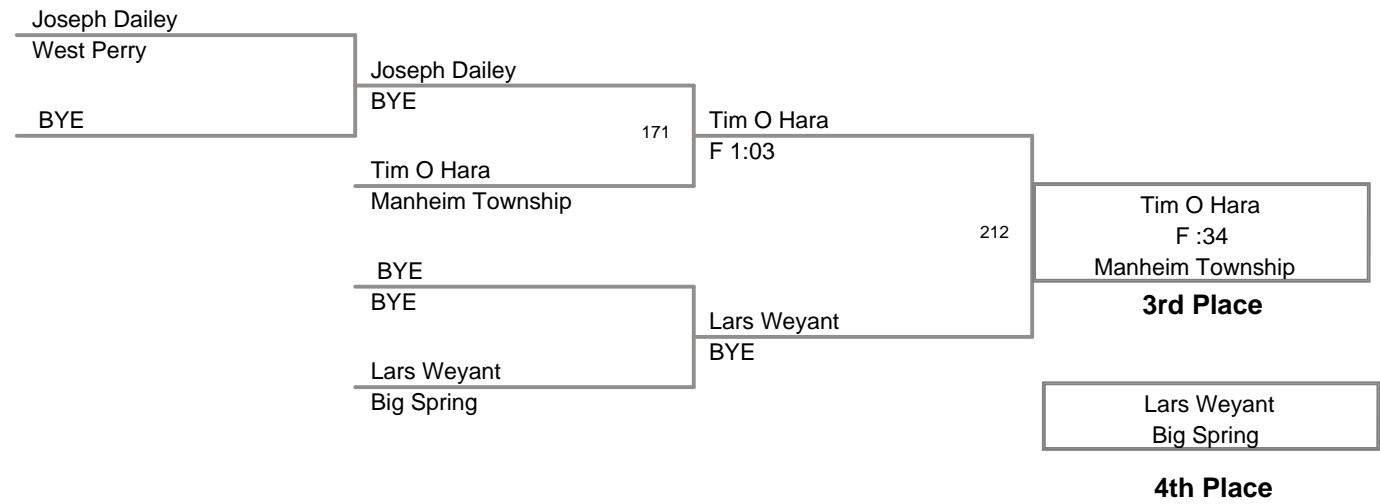 Joseph Dailey
West Perry
BYE
Joseph Dailey
BYE
171
Tim O Hara
Manheim Township
BYE
BYE
Lars Weyant
Big Spring
Tim O Hara
F 1:03
212
Lars Weyant
BYE
Tim O Hara
F :34
Manheim Township
3rd Place
Lars Weyant
Big Spring
4th Place